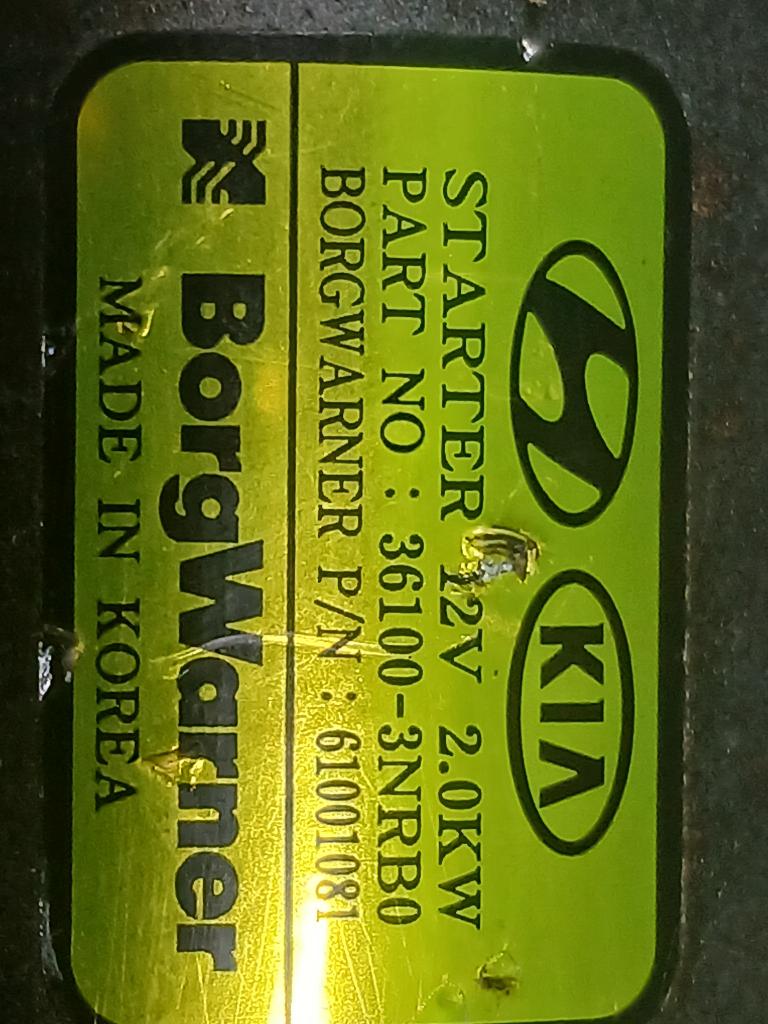 KIA
STARTER 12V 2.0KW
PART NO : 36100-3NRB0
BORGWARNER P/N : 61001081
BorgWarner
MADE IN KOREA